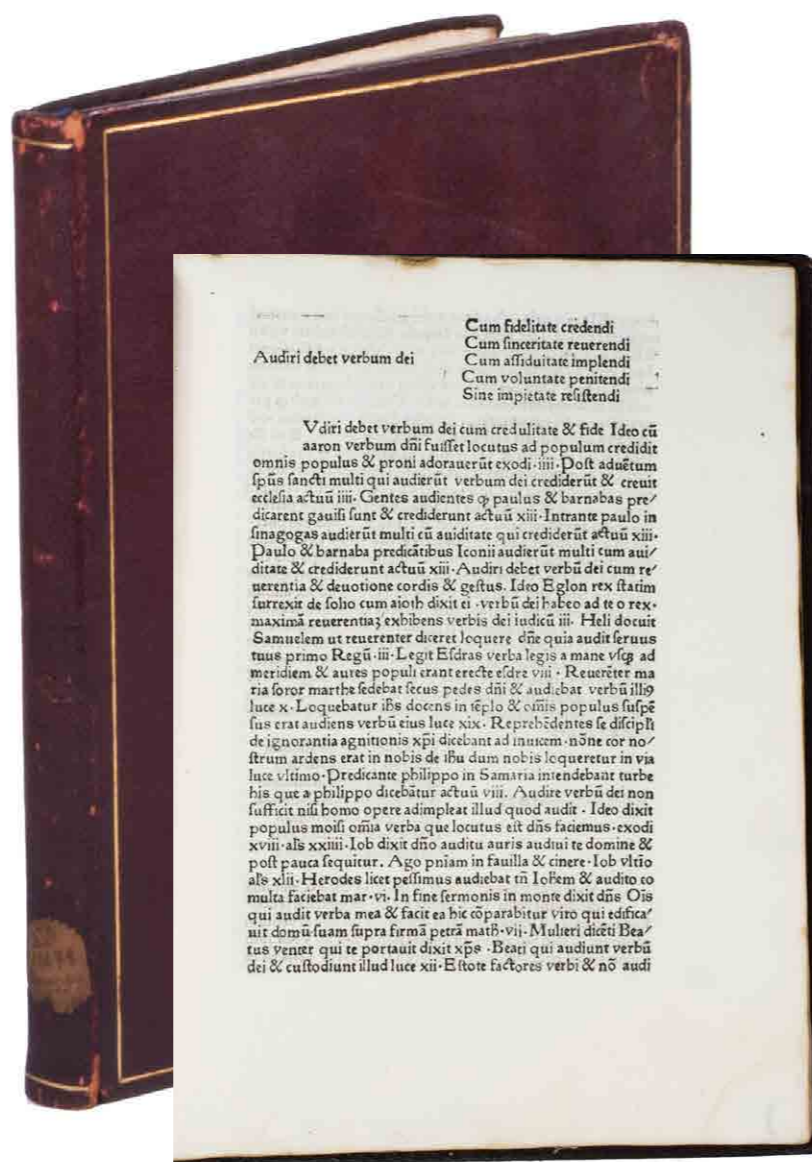 Cum fidelitate credendi
Cum sinceritate reuerendi
Audiri debet verbum dei
Cum assiduitate implendi
Cum voluntate penitendi
Sine impietate resistendi
Vdiri debet verbum dei cum credulitate & fide Ideo cū
aaron verbum dn̄i fuisset locutus ad populum credidit
omnis populus & proni adorauerūt exodi·iiii·Post aduētum
sp̄us sancti multi qui audierūt verbum dei crediderūt & creuit
ecclesia actuū iiii·Gentes audientes ꝙ paulus & barnabas pre/
dicarent gauisi sunt & crediderunt actuū xiii·Intrante paulo in
sinagogas audierūt multi cū auiditate qui crediderūt actuū xiii·
Paulo & barnaba predicātibus Iconii audierūt multi cum aui/
ditate & crediderunt actuū xiii·Audiri debet verbū dei cum re/
uerentia & deuotione cordis & gestus. Ideo Eglon rex statim
surrexit de solio cum aioth dixit ei ·verbū dei habeo ad te o rex·
maximā reuerentiaꝫ exhibens verbis dei iudicū iii· Heli docuit
Samuelem ut reuerenter diceret loquere dn̄e quia audit seruus
tuus primo Regū·iii·Legit Esdras verba legis a mane vsqꝫ ad
meridiem & aures populi erant erecte esdre viii · Reuerēter ma
ria soror marthe sedebat secus pedes dn̄i & audiebat verbū illiꝰ
luce x·Loquebatur ih̄s docens in tēplo & om̄is populus suspē
sus erat audiens verbū eius luce xix· Reprehēdentes se discipl̄i
de ignorantia agnitionis xp̄i dicebant ad inuicem·nōne cor no/
strum ardens erat in nobis de ih̄u dum nobis loqueretur in via
luce vltimo·Predicante philippo in Samaria intendebant turbe
his que a philippo dicebātur actuū viii. Audire verbū dei non
sufficit nisi homo opere adimpleat illud quod audit · Ideo dixit
populus moisi om̄ia verba que locutus est dn̄s faciemus·exodi
xviii·al̄s xxiiii·Iob dixit dn̄o auditu auris audiui te domine &
post pauca sequitur. Ago pn̄iam in fauilla & cinere·Iob vltīo
al̄s xlii·Herodes licet pessimus audiebat tn̄ Ioh̄em & audito eo
multa faciebat mar·vi· In fine sermonis in monte dixit dn̄s Oīs
qui audit verba mea & facit ea hic cōparabitur viro qui edifica/
uit domū suam supra firmā petrā math̄·vii·Mulieri dicēti Bea/
tus venter qui te portauit dixit xp̄s ·Beati qui audiunt verbū
dei & custodiunt illud luce xii·Estote factores verbi & nō audi